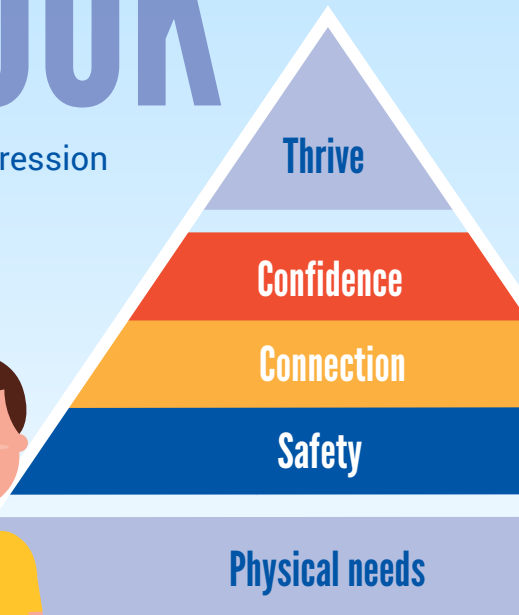 ression
Thrive
Confidence
Connection
Safety
Physical needs